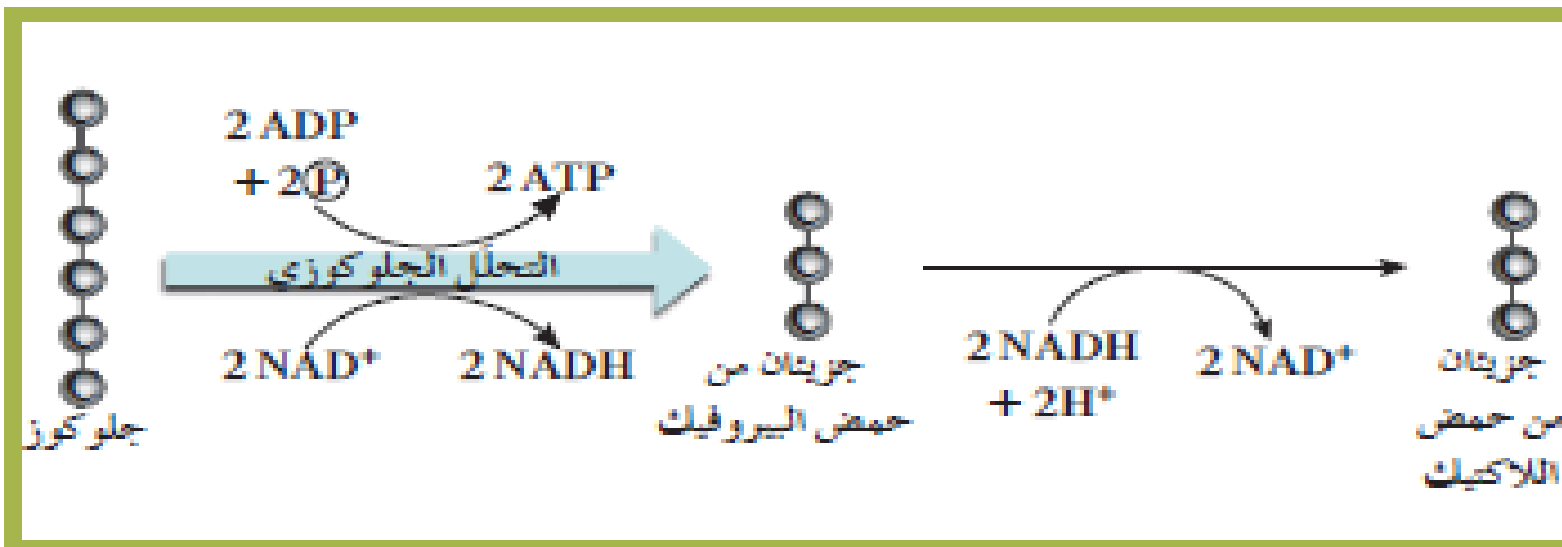 2 ADP
+ 2P
2 ATP
التحلّل الجلوكوزي
2 NAD⁺
2 NADH
جلوكوز
جزيئان من
حمض البيروفيك
2 NADH
+ 2H⁺
2 NAD⁺
جزيئان
من حمض
اللاكتيك